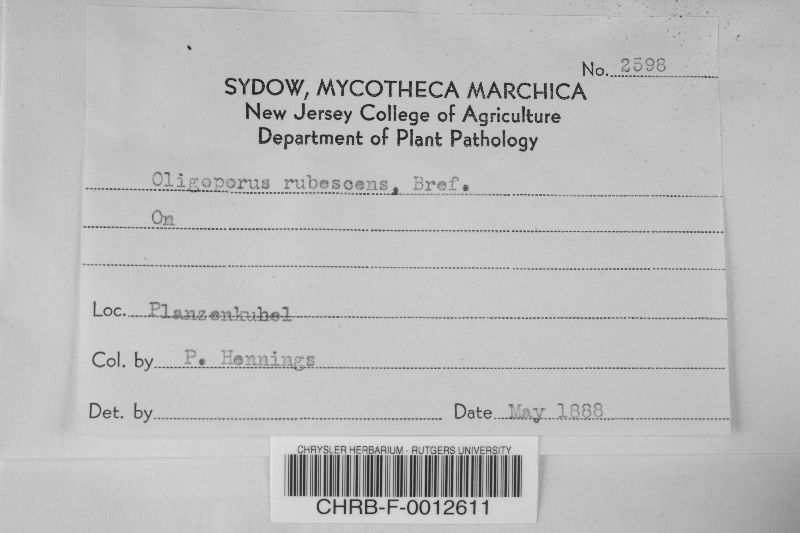 No. 2598
SYDOW, MYCOTHECA MARCHICA
New Jersey College of Agriculture
Department of Plant Pathology
Oligoporus rubescens, Bref.
On
Loc. Planzenkuhel
Col. by P. Hennings
Det. by
Date May 1888
CHRYSLER HERBARIUM - RUTGERS UNIVERSITY
CHRB-F-0012611